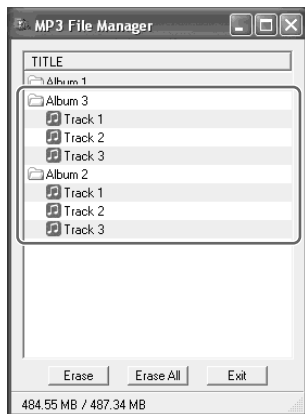 MP3 File Manager
TITLE
Album 1
Album 3
Track 1
Track 2
Track 3
Album 2
Track 1
Track 2
Track 3
Erase Erase All Exit
484.55 MB / 487.34 MB